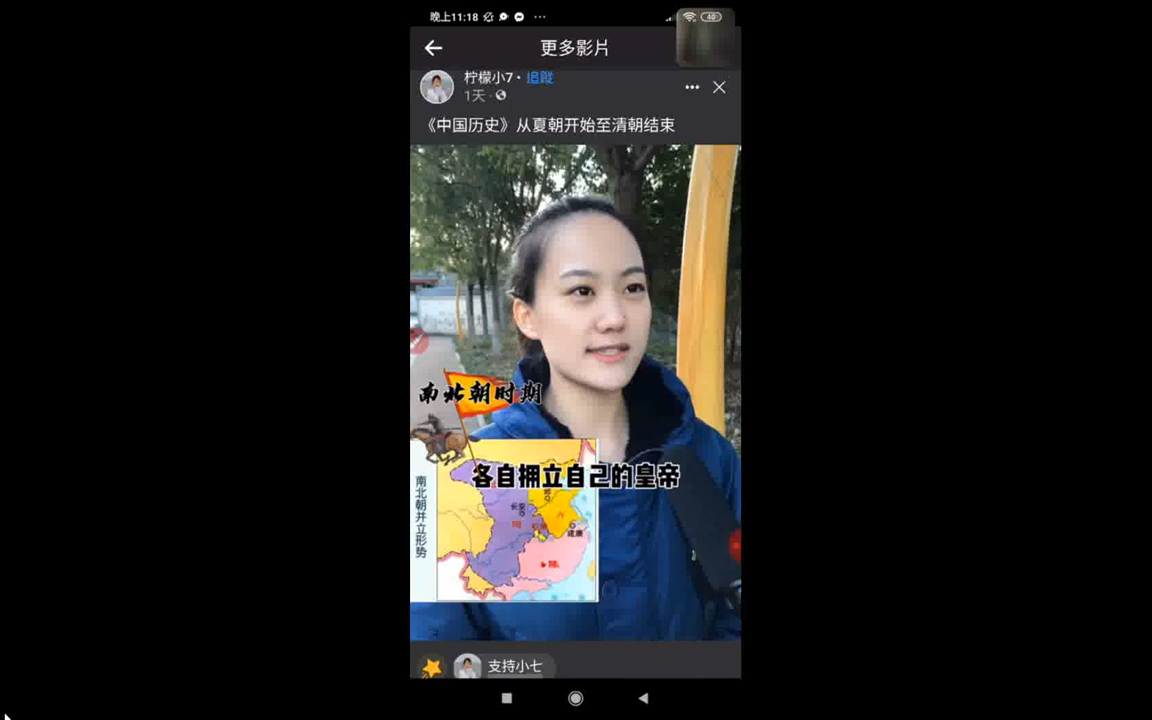 晚上11:18
40
更多影片
柠檬小7 · 追蹤
1天 ·
《中国历史》从夏朝开始至清朝结束
南北朝时期
各自拥立自己的皇帝
南北朝并立形势
长安
建康
支持小七